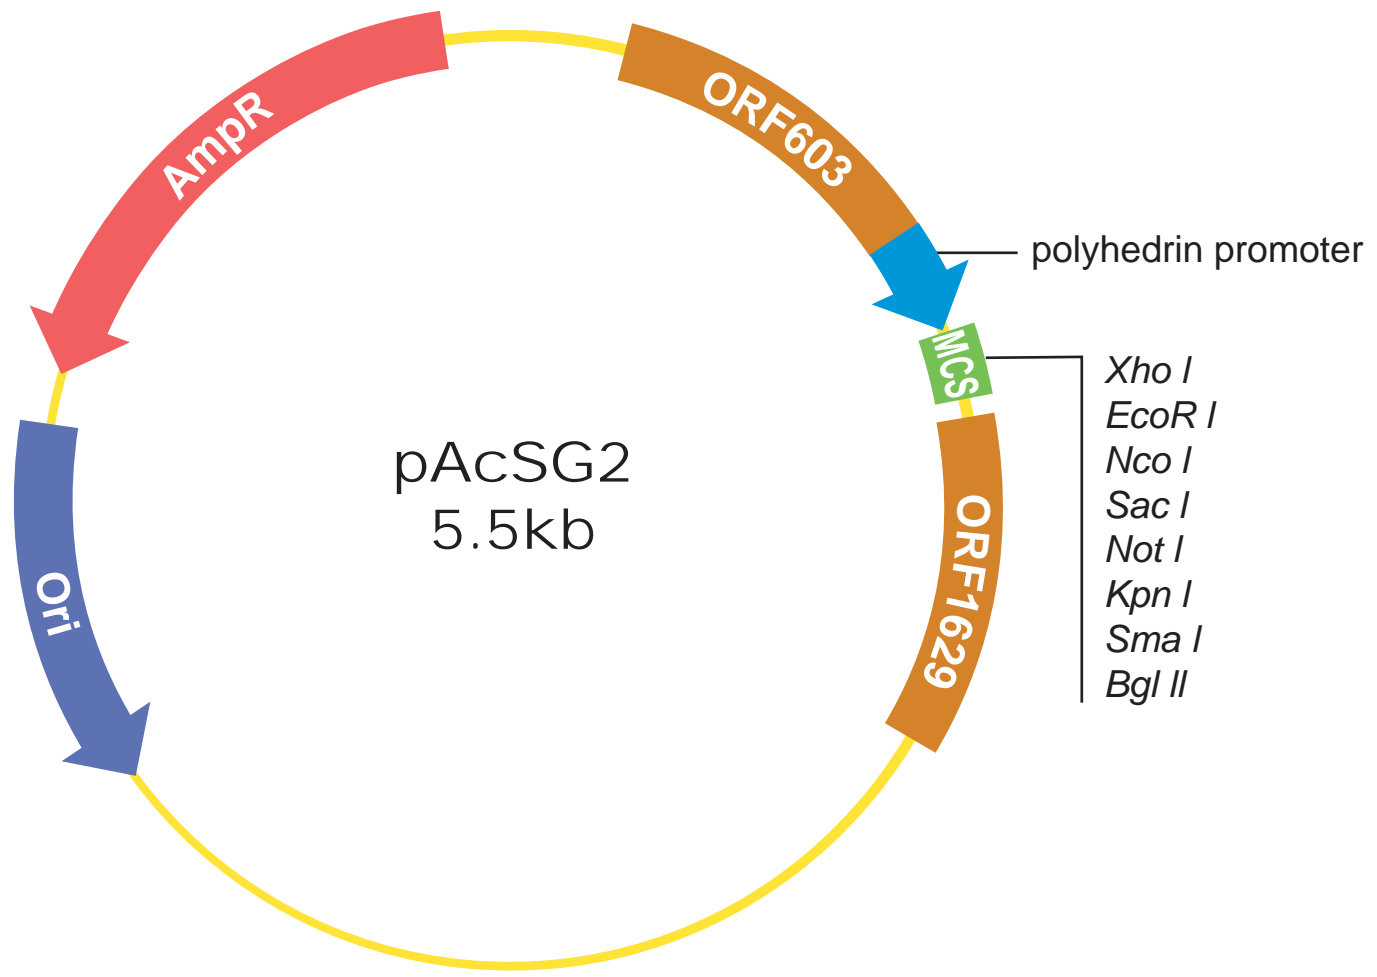 AmpR
ORF603
polyhedrin promoter
MCS
Xho I
EcoR I
Nco I
Sac I
Not I
Kpn I
Sma I
Bgl II
pAcSG2
5.5kb
ORF1629
Ori